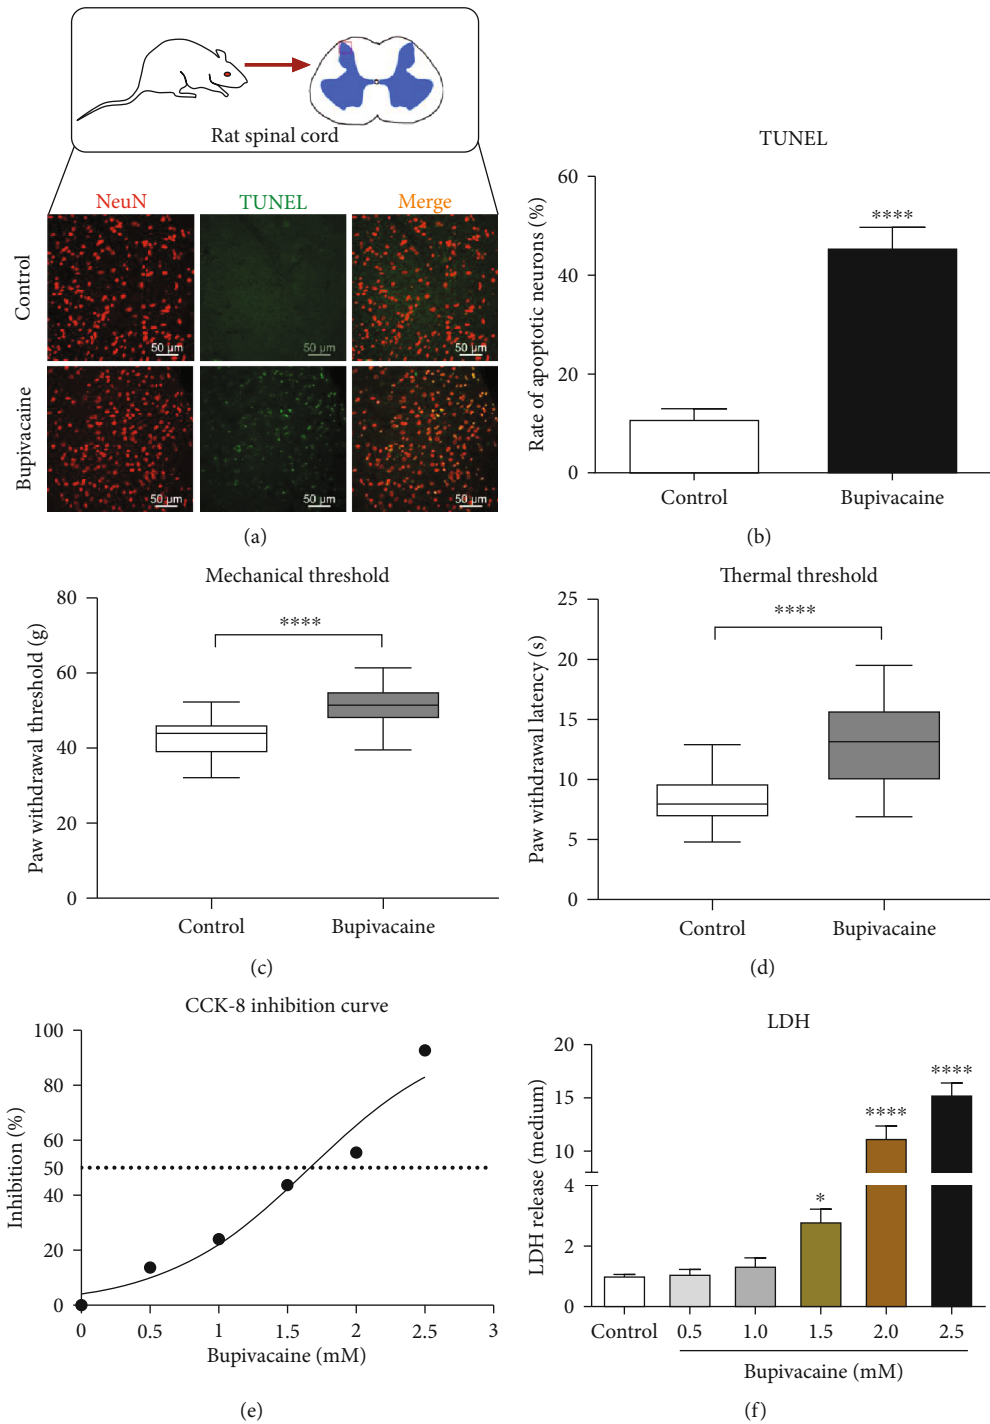 Rat spinal cord
NeuN TUNEL Merge
Control
50 μm 50 μm 50 μm
Bupivacaine
50 μm 50 μm 50 μm
(a)
TUNEL
Rate of apoptotic neurons (%)
60
40
20
0
****
Control Bupivacaine
(b)
Mechanical threshold
Paw withdrawal threshold (g)
80
60
40
20
0
****
Control Bupivacaine
(c)
Thermal threshold
Paw withdrawal latency (s)
25
20
15
10
5
0
****
Control Bupivacaine
(d)
CCK-8 inhibition curve
Inhibition (%)
100
80
60
50
40
20
0
0 0.5 1 1.5 2 2.5 3
Bupivacaine (mM)
(e)
LDH
LDH release (medium)
20
15
10
4
2
0
* **** ****
Control 0.5 1.0 1.5 2.0 2.5
Bupivacaine (mM)
(f)